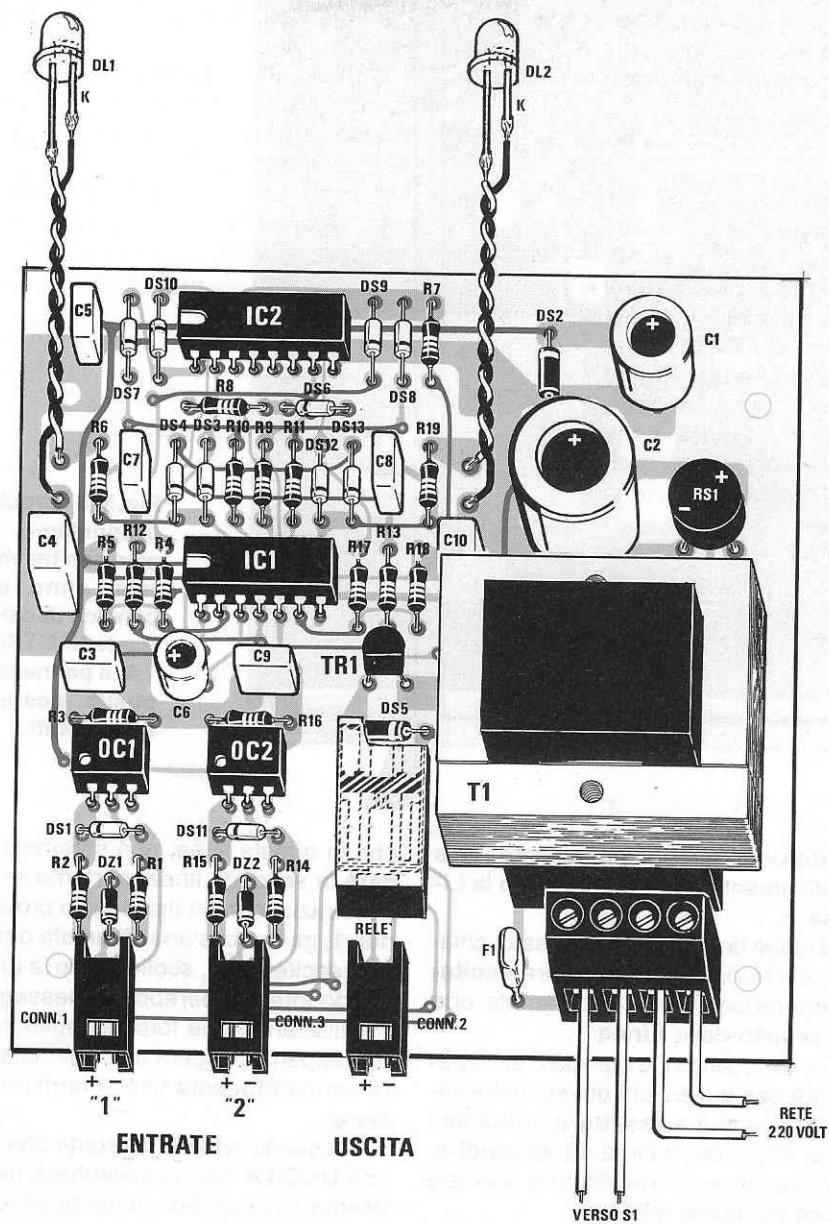 DL1
K
DL2
K
C5
DS10
IC2
DS9
R7
DS2
C1
DS7
R8
DS6
DS8
C2
R6
C7
DS4
DS3
R10
R9
R11
DS12
DS13
C8
R19
RS1
C4
R5
R12
R4
IC1
R17
R13
R18
C10
C3
C6
C9
TR1
R3
R16
DS5
OC1
OC2
T1
DS1
DS11
R2
DZ1
R1
R15
DZ2
R14
RELE'
F1
CONN.1
CONN.3
CONN.2
+ -
+ -
+ -
"1"
"2"
ENTRATE
USCITA
RETE
220 VOLT
VERSO S1